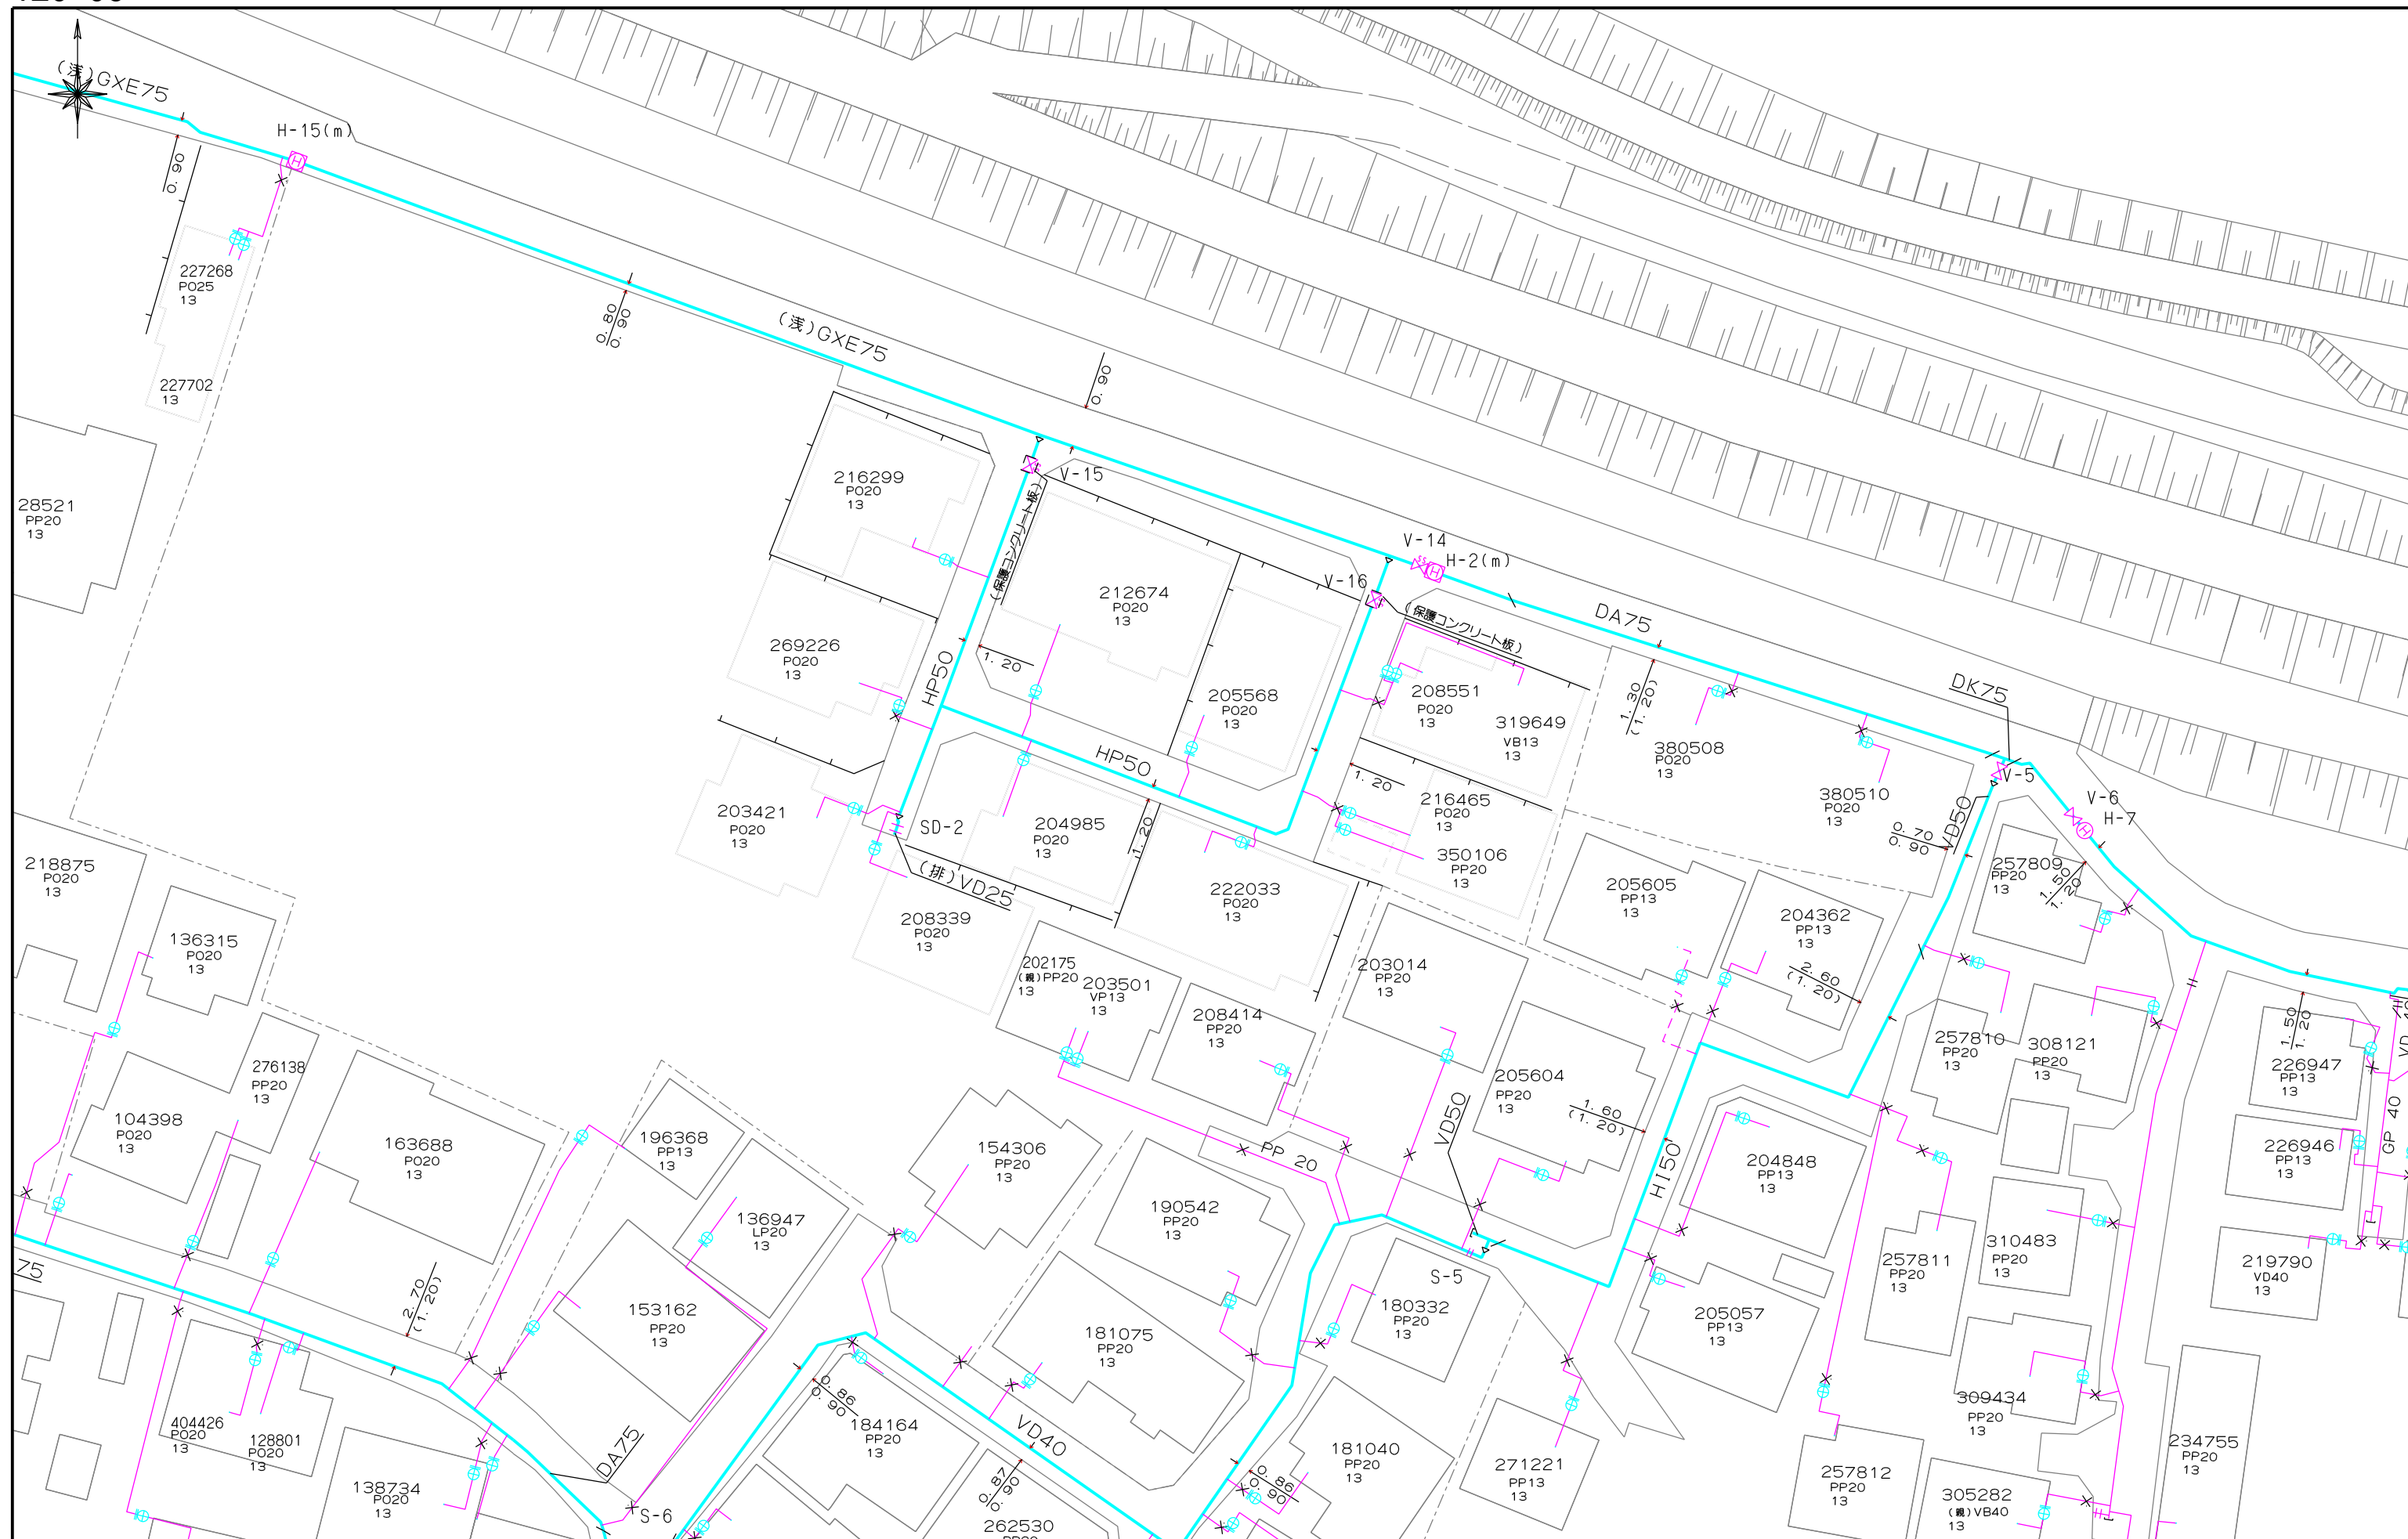 (浅)GXE75
H-15(m)
0.90
227268
PO25
13
227702
13
0.80
0.90
(浅)GXE75
0.90
28521
PP20
13
216299
PO20
13
V-15
(保護コンクリート板)
212674
PO20
13
V-14
H-2(m)
V-16
(保護コンクリート板)
DA75
269226
PO20
13
HP50
1.20
205568
PO20
13
208551
PO20
13
319649
VB13
13
1.30
(1.20)
380508
PO20
13
DK75
V-5
V-6
H-7
380510
PO20
13
HP50
1.20
216465
PO20
13
203421
PO20
13
SD-2
204985
PO20
13
1.20
350106
PP20
13
0.70
0.90
VD50
257809
PP20
13
1.50
1.20
218875
PO20
13
(排)VD25
222033
PO20
13
205605
PP13
13
204362
PP13
13
208339
PO20
13
136315
PO20
13
202175
(親)PP20
13
203501
VP13
13
203014
PP20
13
2.60
(1.20)
208414
PP20
13
257810
PP20
13
308121
PP20
13
1.50
1.20
226947
PP13
13
VD
276138
PP20
13
104398
PO20
13
163688
PO20
13
196368
PP13
13
154306
PP20
13
PP 20
VD50
205604
PP20
13
1.60
(1.20)
HI50
204848
PP13
13
GP 40
226946
PP13
13
136947
LP20
13
190542
PP20
13
257811
PP20
13
310483
PP20
13
219790
VD40
13
75
2.70
(1.20)
153162
PP20
13
181075
PP20
13
S-5
180332
PP20
13
205057
PP13
13
404426
PO20
13
128801
PO20
13
0.86
0.90
184164
PP20
13
VD40
309434
PP20
13
234755
PP20
13
DA75
138734
PO20
13
S-6
0.87
0.90
262530
0.86
0.90
181040
PP20
13
271221
PP13
13
257812
PP20
13
305282
(親)VB40
13